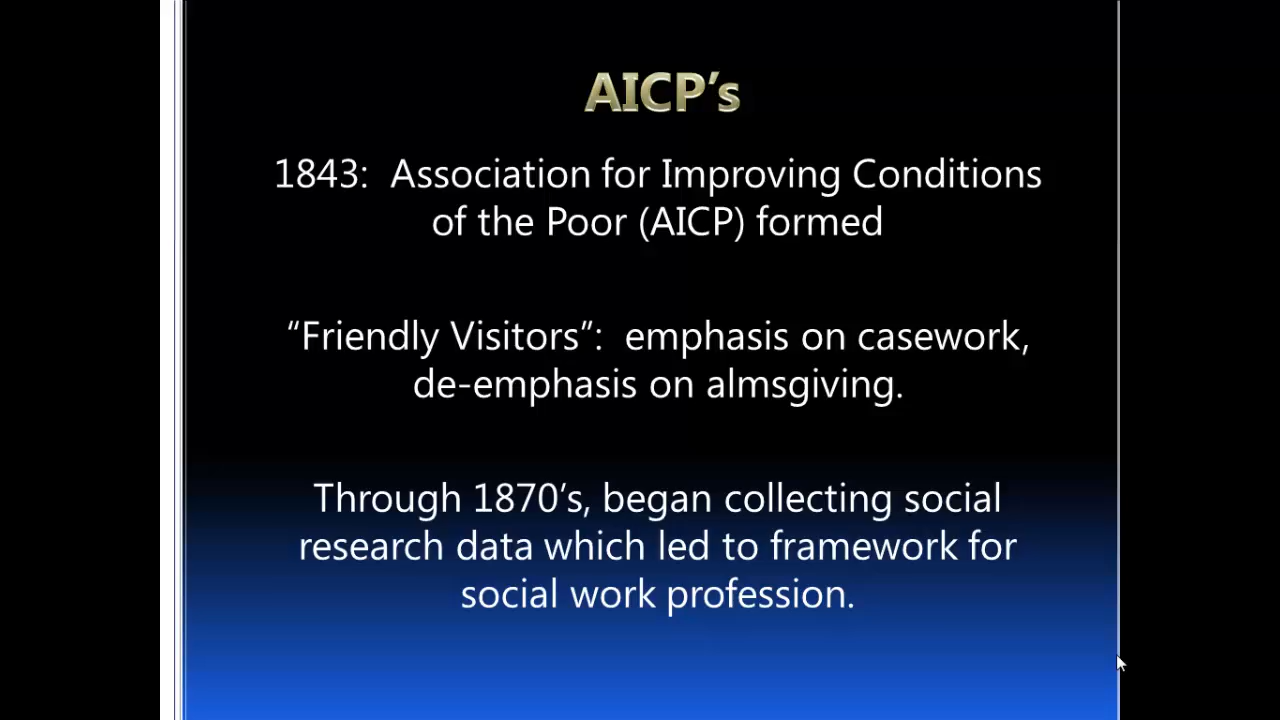 AICP’s
1843:  Association for Improving Conditions
of the Poor (AICP) formed
“Friendly Visitors”:  emphasis on casework,
de-emphasis on almsgiving.
Through 1870’s, began collecting social
research data which led to framework for
social work profession.